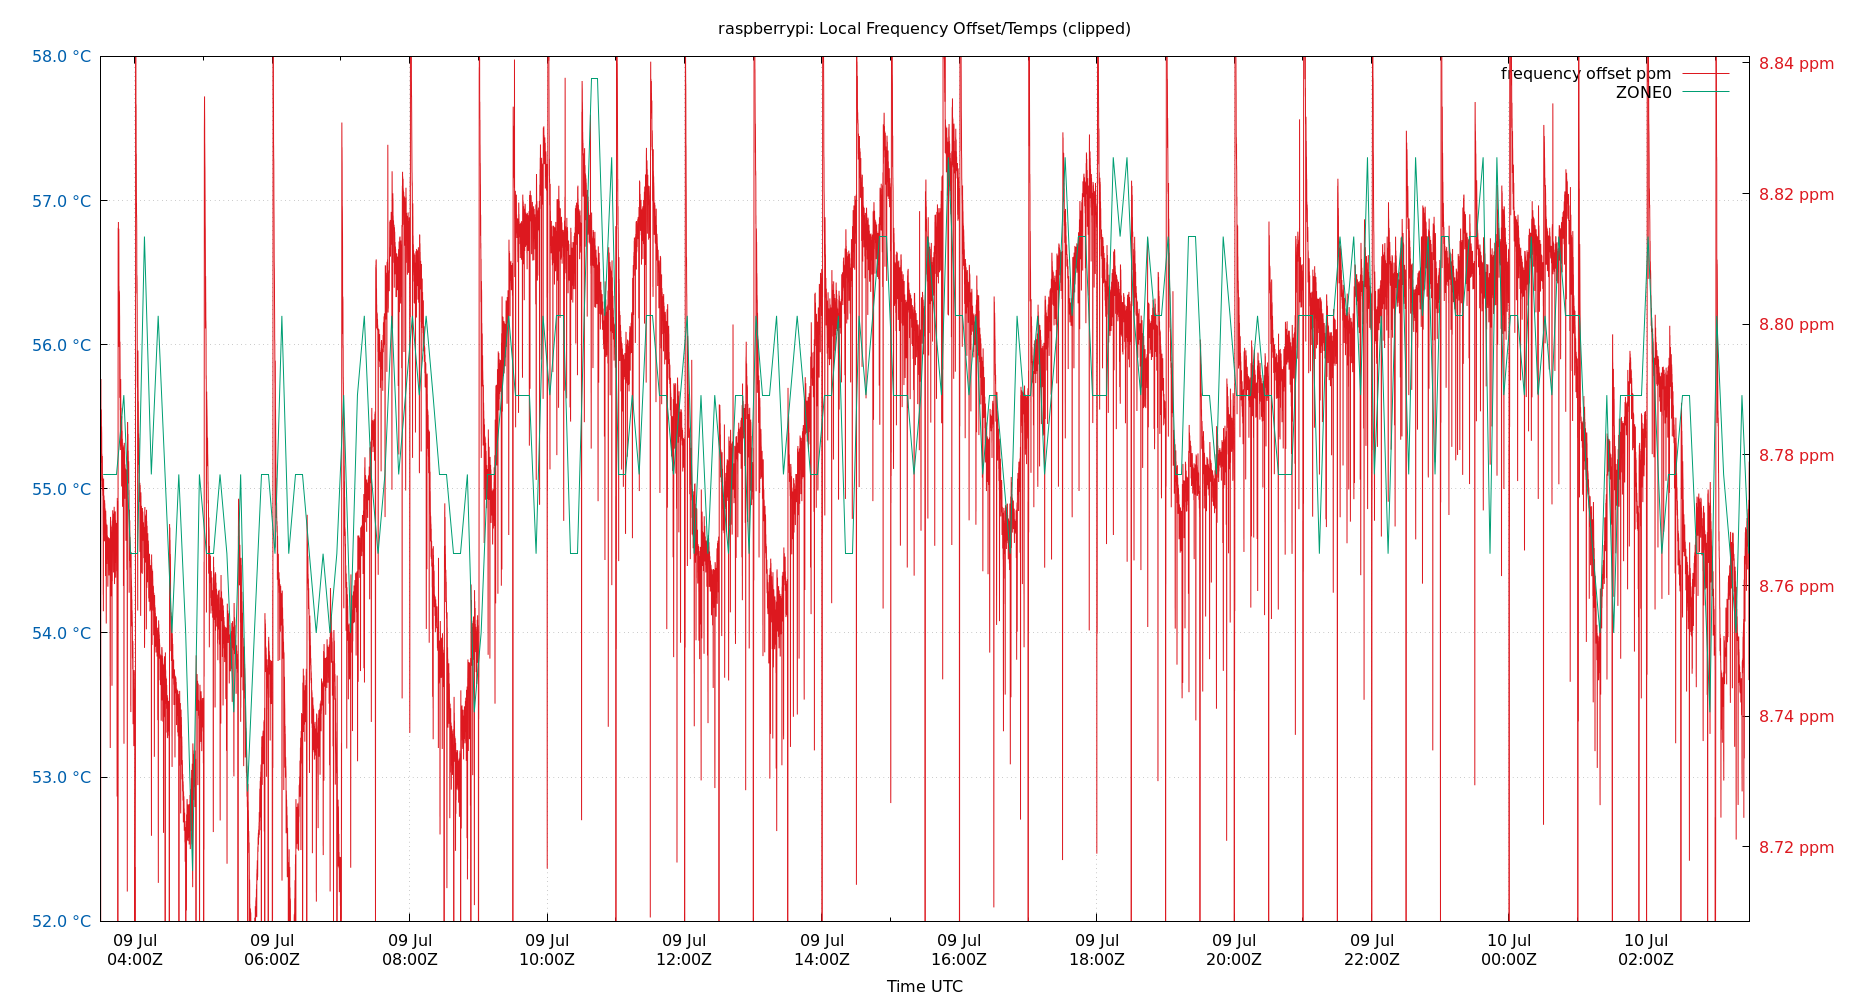 raspberrypi: Local Frequency Offset/Temps (clipped)
58.0 °C
57.0 °C
56.0 °C
55.0 °C
54.0 °C
53.0 °C
52.0 °C
frequency offset ppm
ZONE0
8.84 ppm
8.82 ppm
8.80 ppm
8.78 ppm
8.76 ppm
8.74 ppm
8.72 ppm
09 Jul 09 Jul 09 Jul 09 Jul 09 Jul 09 Jul 09 Jul 09 Jul 09 Jul 09 Jul 10 Jul 10 Jul
04:00Z 06:00Z 08:00Z 10:00Z 12:00Z 14:00Z 16:00Z 18:00Z 20:00Z 22:00Z 00:00Z 02:00Z
Time UTC